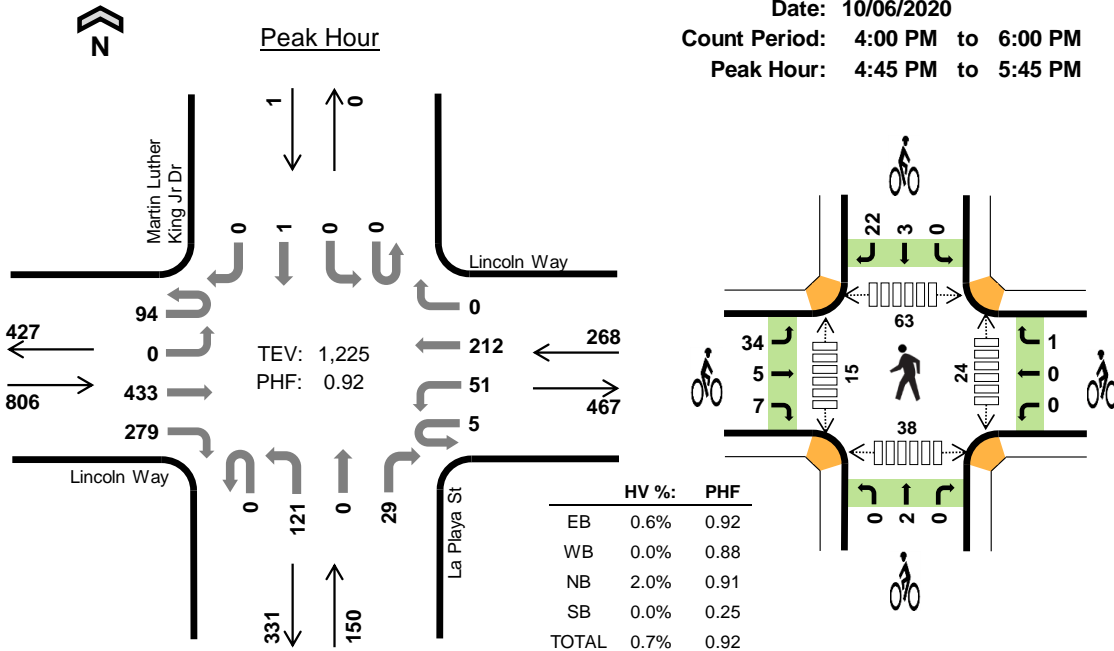 N
Peak Hour
Date: 10/06/2020
Count Period: 4:00 PM to 6:00 PM
Peak Hour: 4:45 PM to 5:45 PM
1
0
Martin Luther
King Jr Dr
0
1
0
0
Lincoln Way
94
0
433
279
427
806
TEV: 1,225
PHF: 0.92
0
212
51
5
268
467
Lincoln Way
0
121
0
29
La Playa St
331
150
HV %: PHF
EB 0.6% 0.92
WB 0.0% 0.88
NB 2.0% 0.91
SB 0.0% 0.25
TOTAL 0.7% 0.92
22
3
0
63
34
5
7
15
24
1
0
0
38
0
2
0